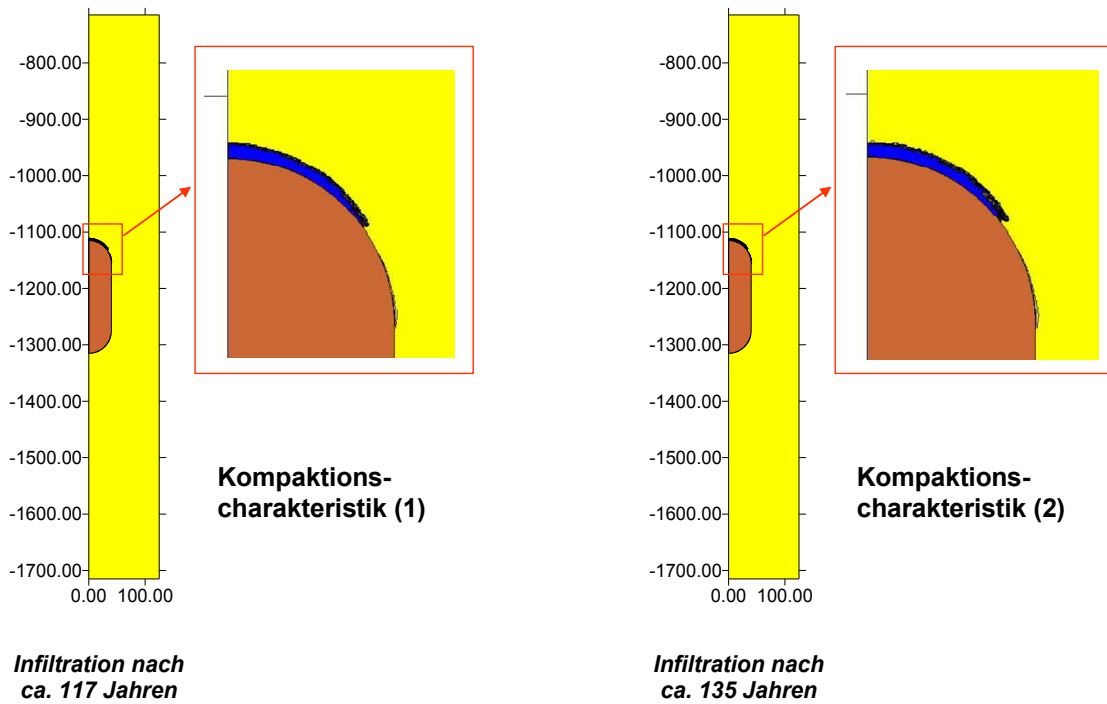 -800.00
-900.00
-1000.00
-1100.00
-1200.00
-1300.00
-1400.00
-1500.00
-1600.00
-1700.00
0.00 100.00
Kompaktions-
charakteristik (1)
Infiltration nach
ca. 117 Jahren
-800.00
-900.00
-1000.00
-1100.00
-1200.00
-1300.00
-1400.00
-1500.00
-1600.00
-1700.00
0.00 100.00
Kompaktions-
charakteristik (2)
Infiltration nach
ca. 135 Jahren